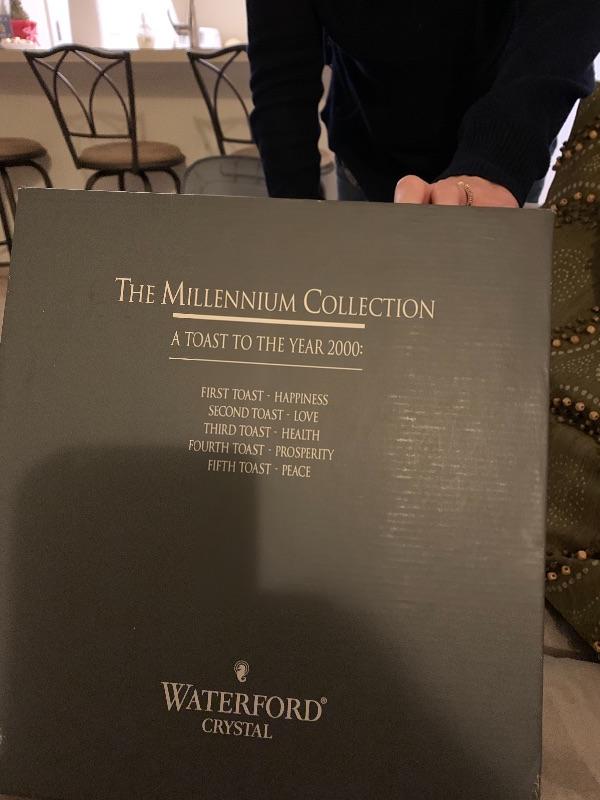 THE MILLENNIUM COLLECTION
A TOAST TO THE YEAR 2000:
FIRST TOAST - HAPPINESS
SECOND TOAST - LOVE
THIRD TOAST - HEALTH
FOURTH TOAST - PROSPERITY
FIFTH TOAST - PEACE
WATERFORD®
CRYSTAL